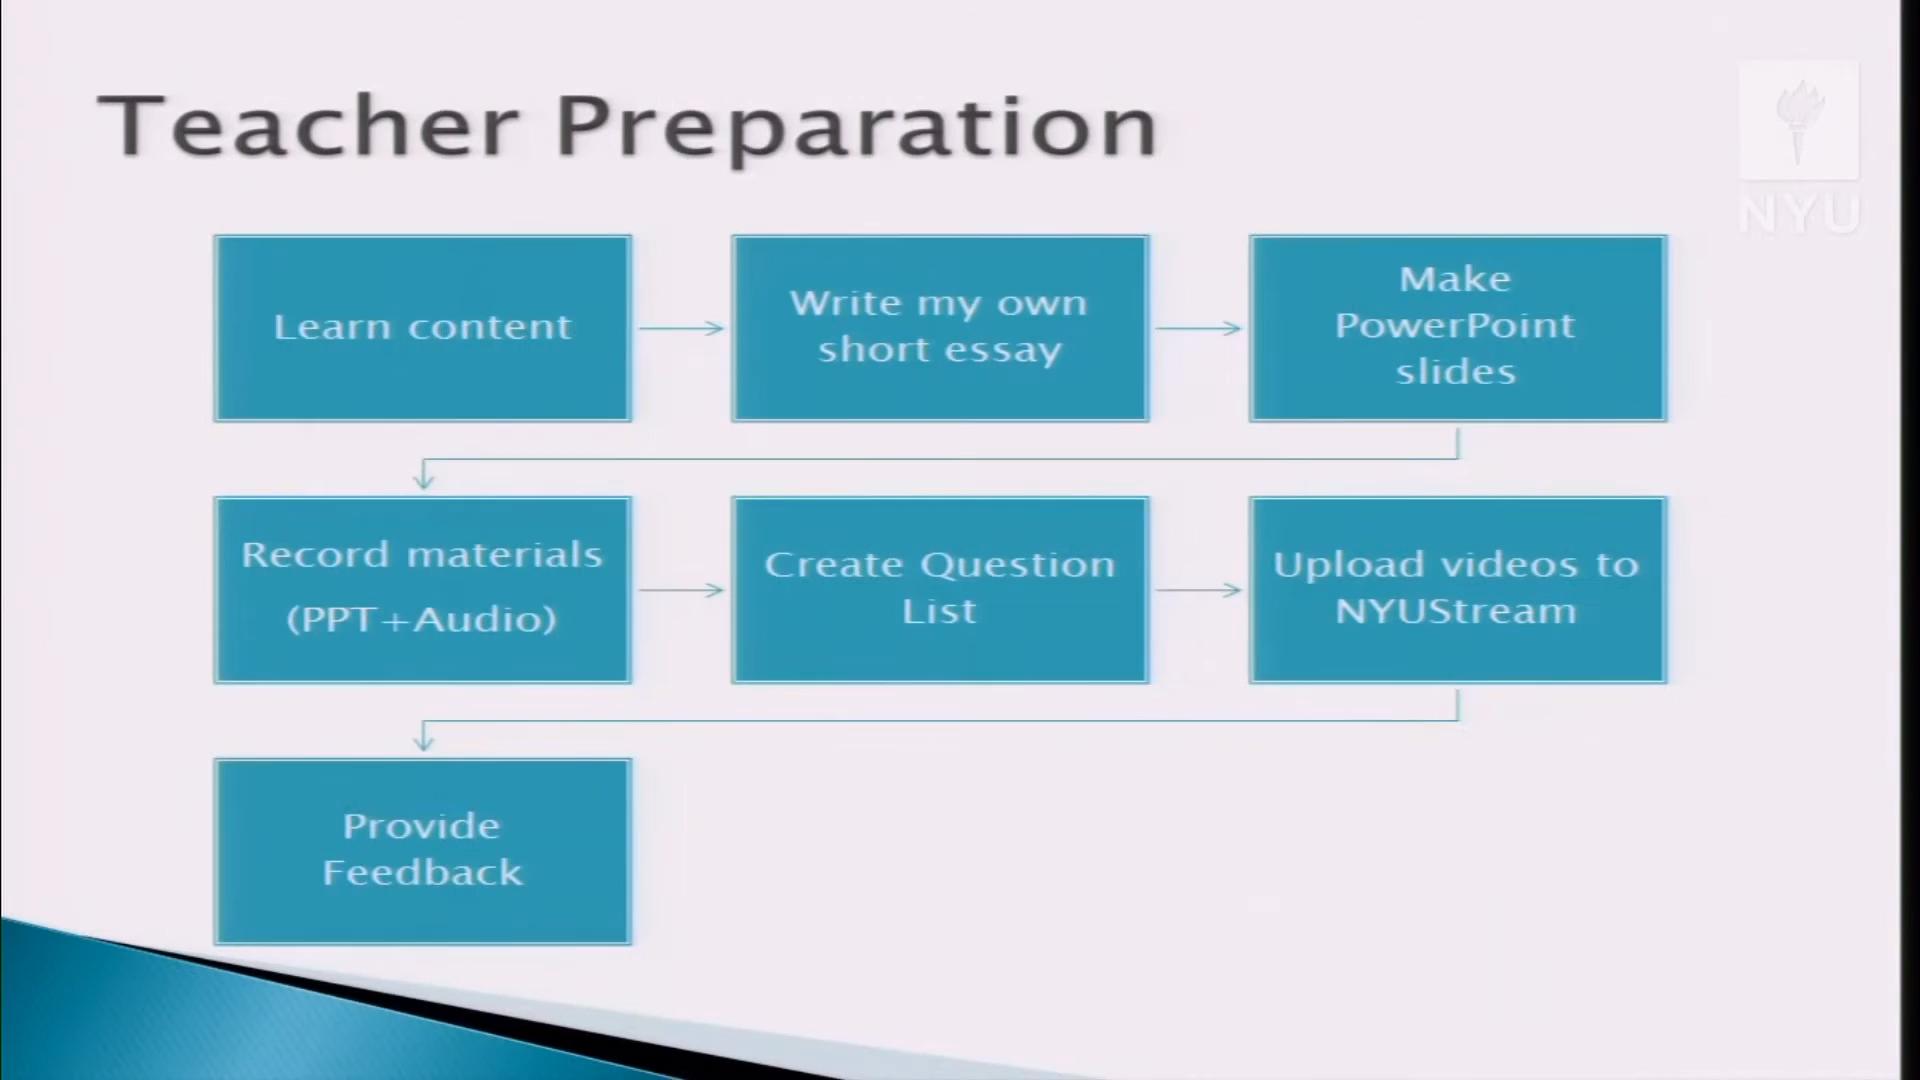 Teacher Preparation
NYU
Learn content
Write my own
short essay
Make
PowerPoint
slides
Record materials
(PPT+Audio)
Create Question
List
Upload videos to
NYUStream
Provide
Feedback